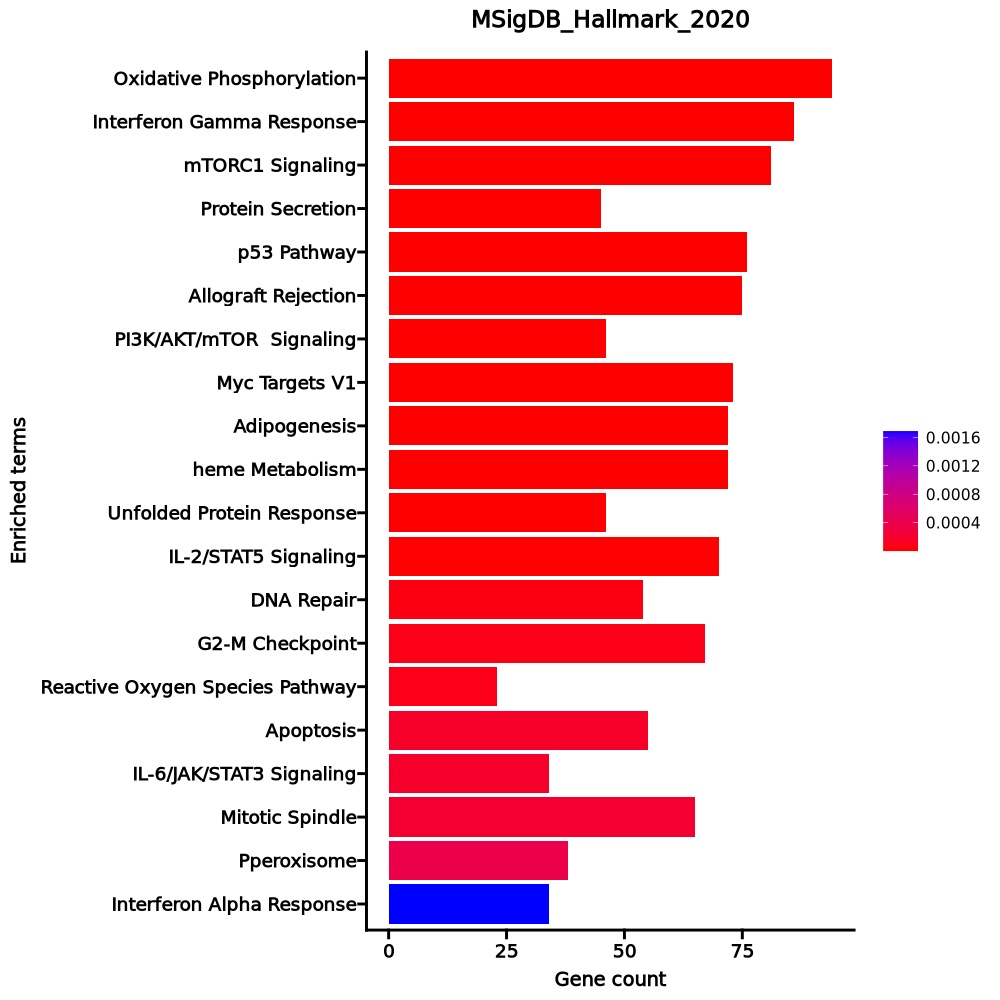 MSigDB_Hallmark_2020
Oxidative Phosphorylation
Interferon Gamma Response
mTORC1 Signaling
Protein Secretion
p53 Pathway
Allograft Rejection
PI3K/AKT/mTOR  Signaling
Myc Targets V1
Adipogenesis
heme Metabolism
Unfolded Protein Response
IL-2/STAT5 Signaling
DNA Repair
G2-M Checkpoint
Reactive Oxygen Species Pathway
Apoptosis
IL-6/JAK/STAT3 Signaling
Mitotic Spindle
Pperoxisome
Interferon Alpha Response
Enriched terms
0 25 50 75
Gene count
0.0016
0.0012
0.0008
0.0004